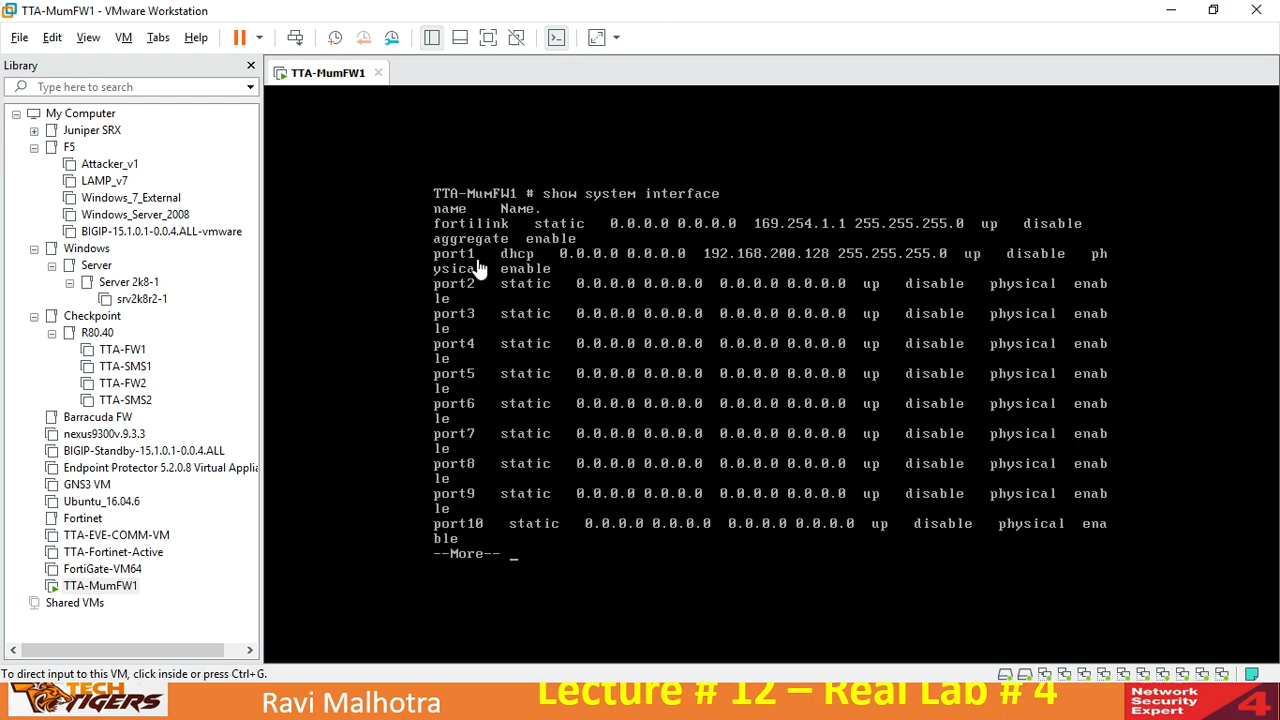 TTA-MumFW1 - VMware Workstation
File Edit View VM Tabs Help
Library
Type here to search
My Computer
Juniper SRX
F5
Attacker_v1
LAMP_v7
Windows_7_External
Windows_Server_2008
BIGIP-15.1.0.1-0.0.4.ALL-vmware
Windows
Server
Server 2k8-1
srv2k8r2-1
Checkpoint
R80.40
TTA-FW1
TTA-SMS1
TTA-FW2
TTA-SMS2
Barracuda FW
nexus9300v.9.3.3
BIGIP-Standby-15.1.0.1-0.0.4.ALL
Endpoint Protector 5.2.0.8 Virtual Appli
GNS3 VM
Ubuntu_16.04.6
Fortinet
TTA-EVE-COMM-VM
TTA-Fortinet-Active
FortiGate-VM64
TTA-MumFW1
Shared VMs
TTA-MumFW1
TTA-MumFW1 # show system interface
name Name.
fortilink static 0.0.0.0 0.0.0.0 169.254.1.1 255.255.255.0 up disable
aggregate enable
port1 dhcp 0.0.0.0 0.0.0.0 192.168.200.128 255.255.255.0 up disable ph
ysical enable
port2 static 0.0.0.0 0.0.0.0 0.0.0.0 0.0.0.0 up disable physical enab
le
port3 static 0.0.0.0 0.0.0.0 0.0.0.0 0.0.0.0 up disable physical enab
le
port4 static 0.0.0.0 0.0.0.0 0.0.0.0 0.0.0.0 up disable physical enab
le
port5 static 0.0.0.0 0.0.0.0 0.0.0.0 0.0.0.0 up disable physical enab
le
port6 static 0.0.0.0 0.0.0.0 0.0.0.0 0.0.0.0 up disable physical enab
le
port7 static 0.0.0.0 0.0.0.0 0.0.0.0 0.0.0.0 up disable physical enab
le
port8 static 0.0.0.0 0.0.0.0 0.0.0.0 0.0.0.0 up disable physical enab
le
port9 static 0.0.0.0 0.0.0.0 0.0.0.0 0.0.0.0 up disable physical enab
le
port10 static 0.0.0.0 0.0.0.0 0.0.0.0 0.0.0.0 up disable physical ena
ble
--More-- _
To direct input to this VM, click inside or press Ctrl+G.
TECH
TIGERS
Ravi Malhotra
Lecture # 12 – Real Lab # 4
Network
Security
Expert
4